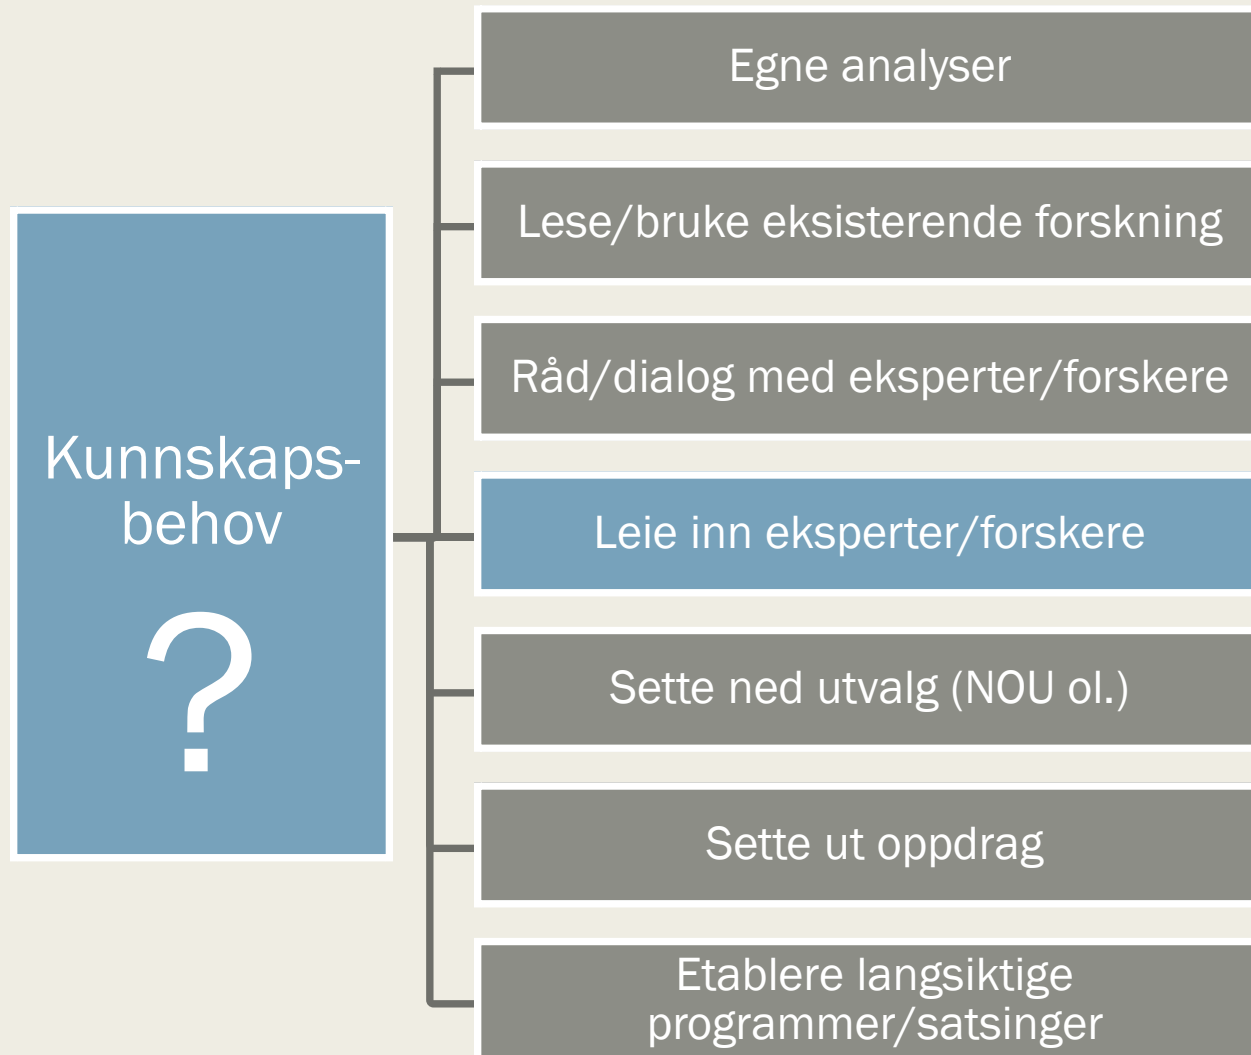 Kunnskaps-
behov
?
Egne analyser
Lese/bruke eksisterende forskning
Råd/dialog med eksperter/forskere
Leie inn eksperter/forskere
Sette ned utvalg (NOU ol.)
Sette ut oppdrag
Etablere langsiktige
programmer/satsinger